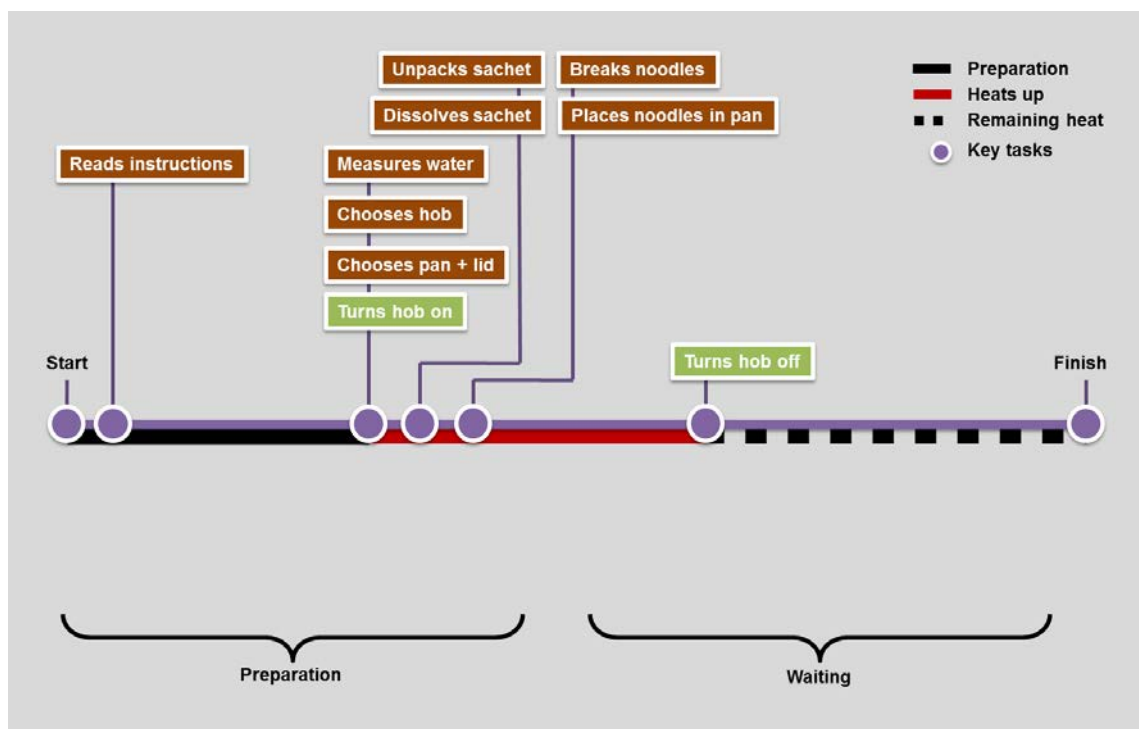 Unpacks sachet
Breaks noodles
Dissolves sachet
Places noodles in pan
Preparation
Heats up
Remaining heat
Key tasks
Reads instructions
Measures water
Chooses hob
Chooses pan + lid
Turns hob on
Start
Turns hob off
Finish
Preparation
Waiting